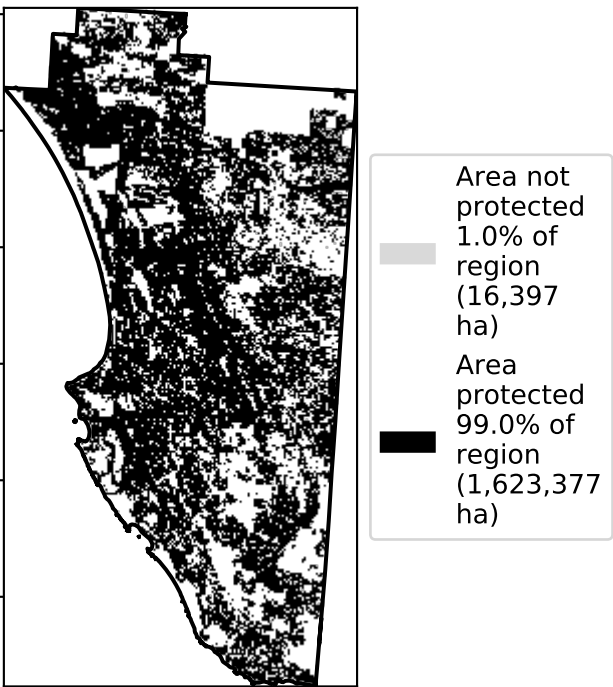 Area not
protected
1.0% of
region
(16,397
ha)
Area
protected
99.0% of
region
(1,623,377
ha)